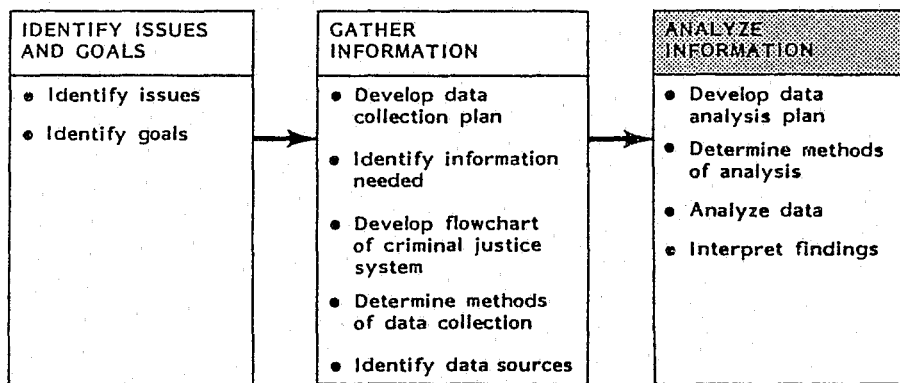 IDENTIFY ISSUES
AND GOALS
• Identify issues
• Identify goals
GATHER
INFORMATION
• Develop data
collection plan
• Identify information
needed
• Develop flowchart
of criminal justice
system
• Determine methods
of data collection
• Identify data sources
ANALYZE
INFORMATION
• Develop data
analysis plan
• Determine methods
of analysis
• Analyze data
• Interpret findings